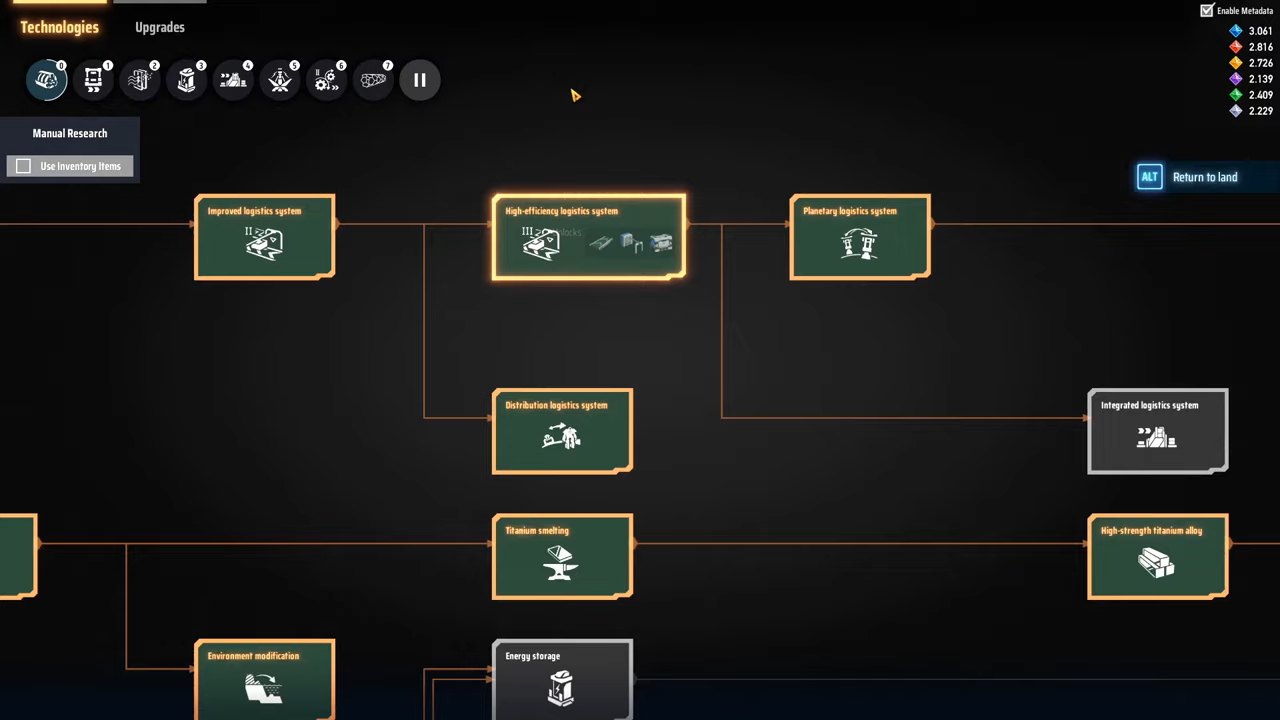 Technologies
Upgrades
Enable Metadata
3.061
2.816
2.726
2.139
2.409
2.229
0
1
2
3
4
5
6
7
Manual Research
Use Inventory Items
ALT Return to land
Improved logistics system
II
High-efficiency logistics system
III
Planetary logistics system
Distribution logistics system
Integrated logistics system
Titanium smelting
High-strength titanium alloy
Environment modification
Energy storage